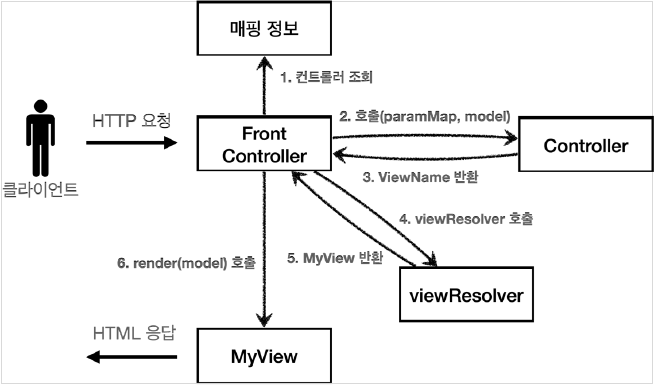 매핑 정보
1. 컨트롤러 조회
HTTP 요청
Front
Controller
2. 호출(paramMap, model)
Controller
3. ViewName 반환
클라이언트
4. viewResolver 호출
5. MyView 반환
6. render(model) 호출
viewResolver
HTML 응답
MyView